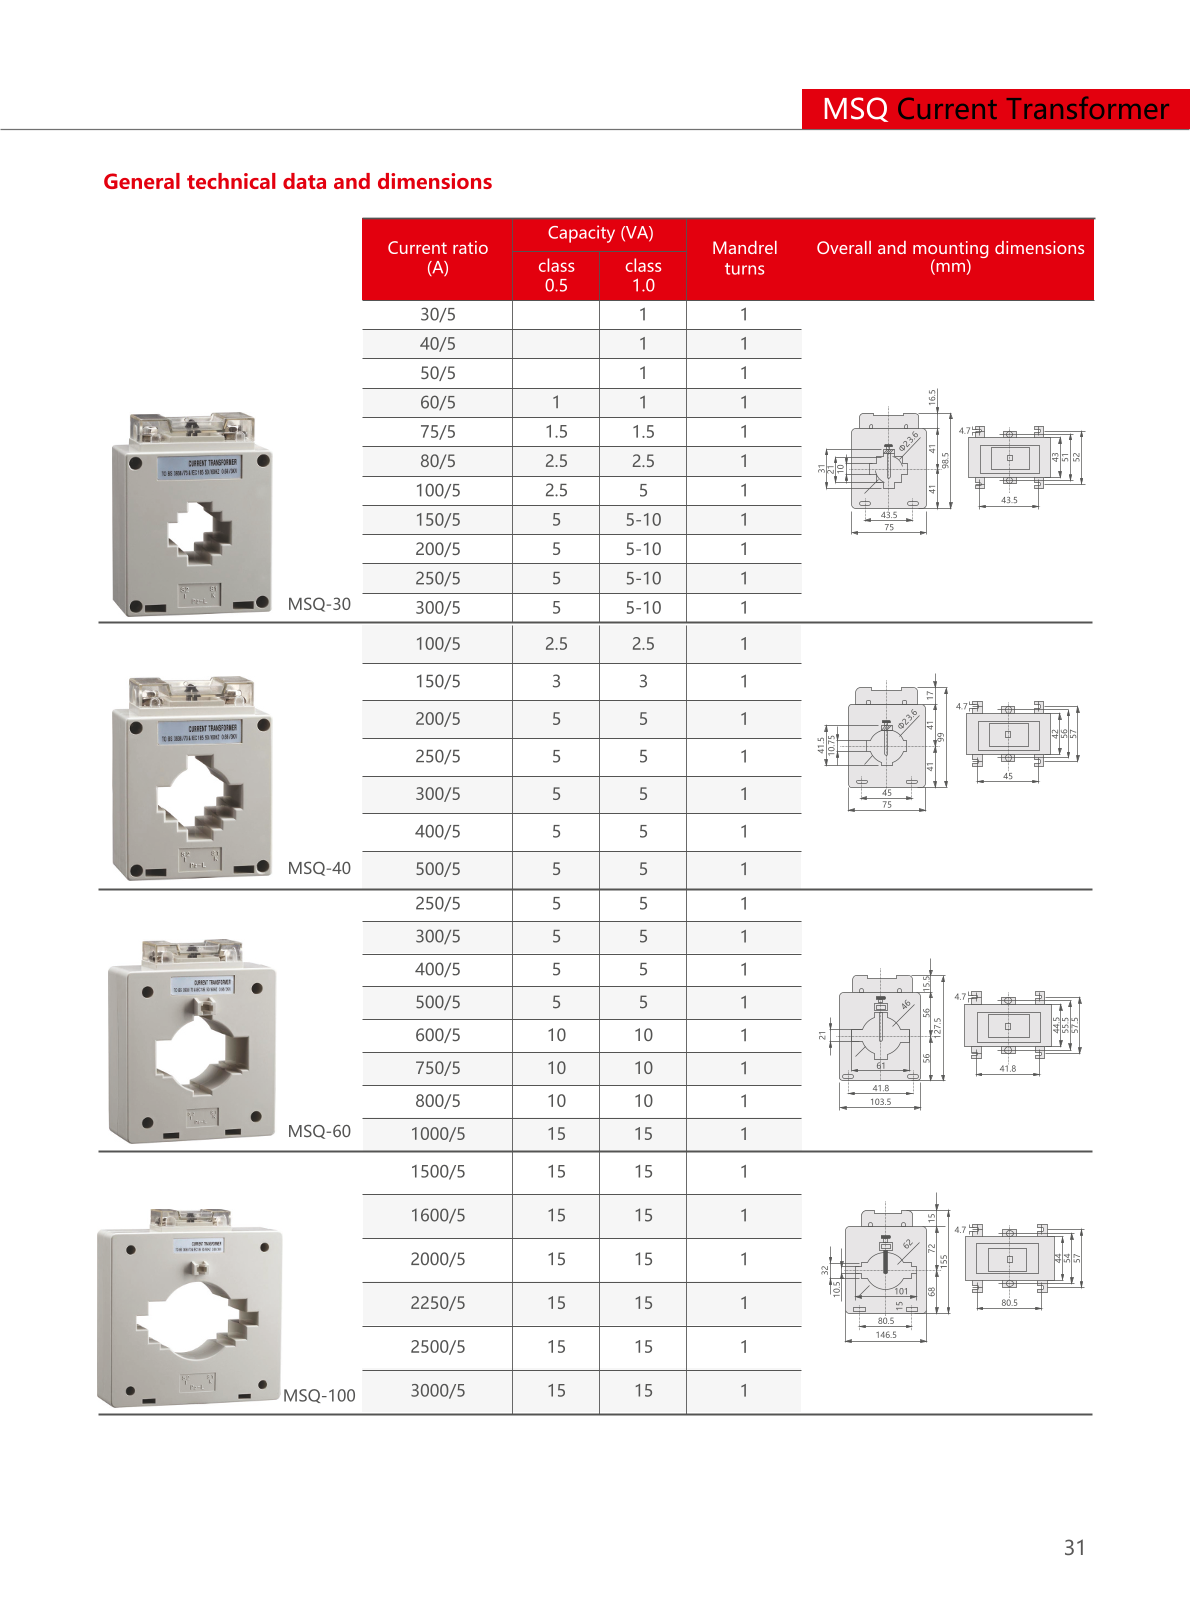 MSQ Current Transformer
General technical data and dimensions
Current ratio (A)
Capacity (VA)
class 0.5
class 1.0
Mandrel turns
Overall and mounting dimensions (mm)
30/5 1 1
40/5 1 1
50/5 1 1
60/5 1 1 1
75/5 1.5 1.5 1
80/5 2.5 2.5 1
100/5 2.5 5 1
150/5 5 5-10 1
200/5 5 5-10 1
250/5 5 5-10 1
300/5 5 5-10 1
CURRENT TRANSFORMER
MSQ-30
16.5
41
98.5
41
Φ23.6
31
21
10
43.5
75
4.7
43
51
52
43.5
100/5 2.5 2.5 1
150/5 3 3 1
200/5 5 5 1
250/5 5 5 1
300/5 5 5 1
400/5 5 5 1
500/5 5 5 1
CURRENT TRANSFORMER
MSQ-40
17
41
99
41
Φ23.6
41.5
10.75
45
75
4.7
42
56
57
45
250/5 5 5 1
300/5 5 5 1
400/5 5 5 1
500/5 5 5 1
600/5 10 10 1
750/5 10 10 1
800/5 10 10 1
1000/5 15 15 1
CURRENT TRANSFORMER
MSQ-60
15.5
56
127.5
56
46
21
61
41.8
103.5
4.7
44.5
55.5
57.5
41.8
1500/5 15 15 1
1600/5 15 15 1
2000/5 15 15 1
2250/5 15 15 1
2500/5 15 15 1
3000/5 15 15 1
CURRENT TRANSFORMER
MSQ-100
15
72
155
68
62
32
10.5
101
15
80.5
146.5
4.7
44
54
57
80.5
31